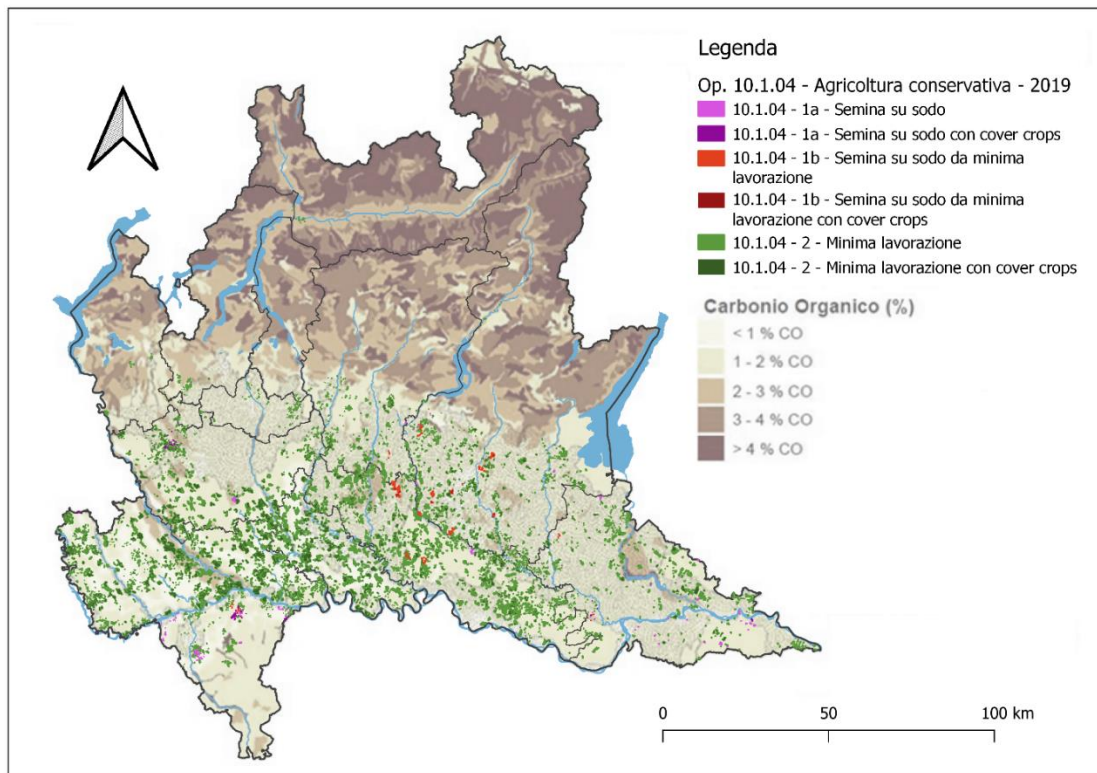 Legenda
Op. 10.1.04 - Agricoltura conservativa - 2019
10.1.04 - 1a - Semina su sodo
10.1.04 - 1a - Semina su sodo con cover crops
10.1.04 - 1b - Semina su sodo da minima
lavorazione
10.1.04 - 1b - Semina su sodo da minima
lavorazione con cover crops
10.1.04 - 2 - Minima lavorazione
10.1.04 - 2 - Minima lavorazione con cover crops
Carbonio Organico (%)
< 1 % CO
1 - 2 % CO
2 - 3 % CO
3 - 4 % CO
> 4 % CO
0 50 100 km